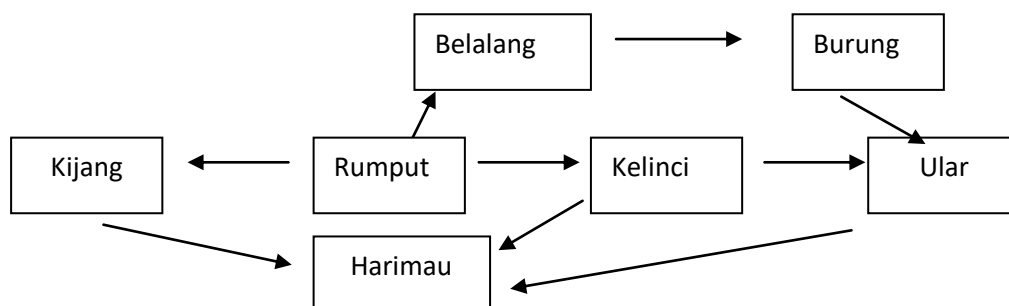 Belalang
Burung
Kijang
Rumput
Kelinci
Ular
Harimau